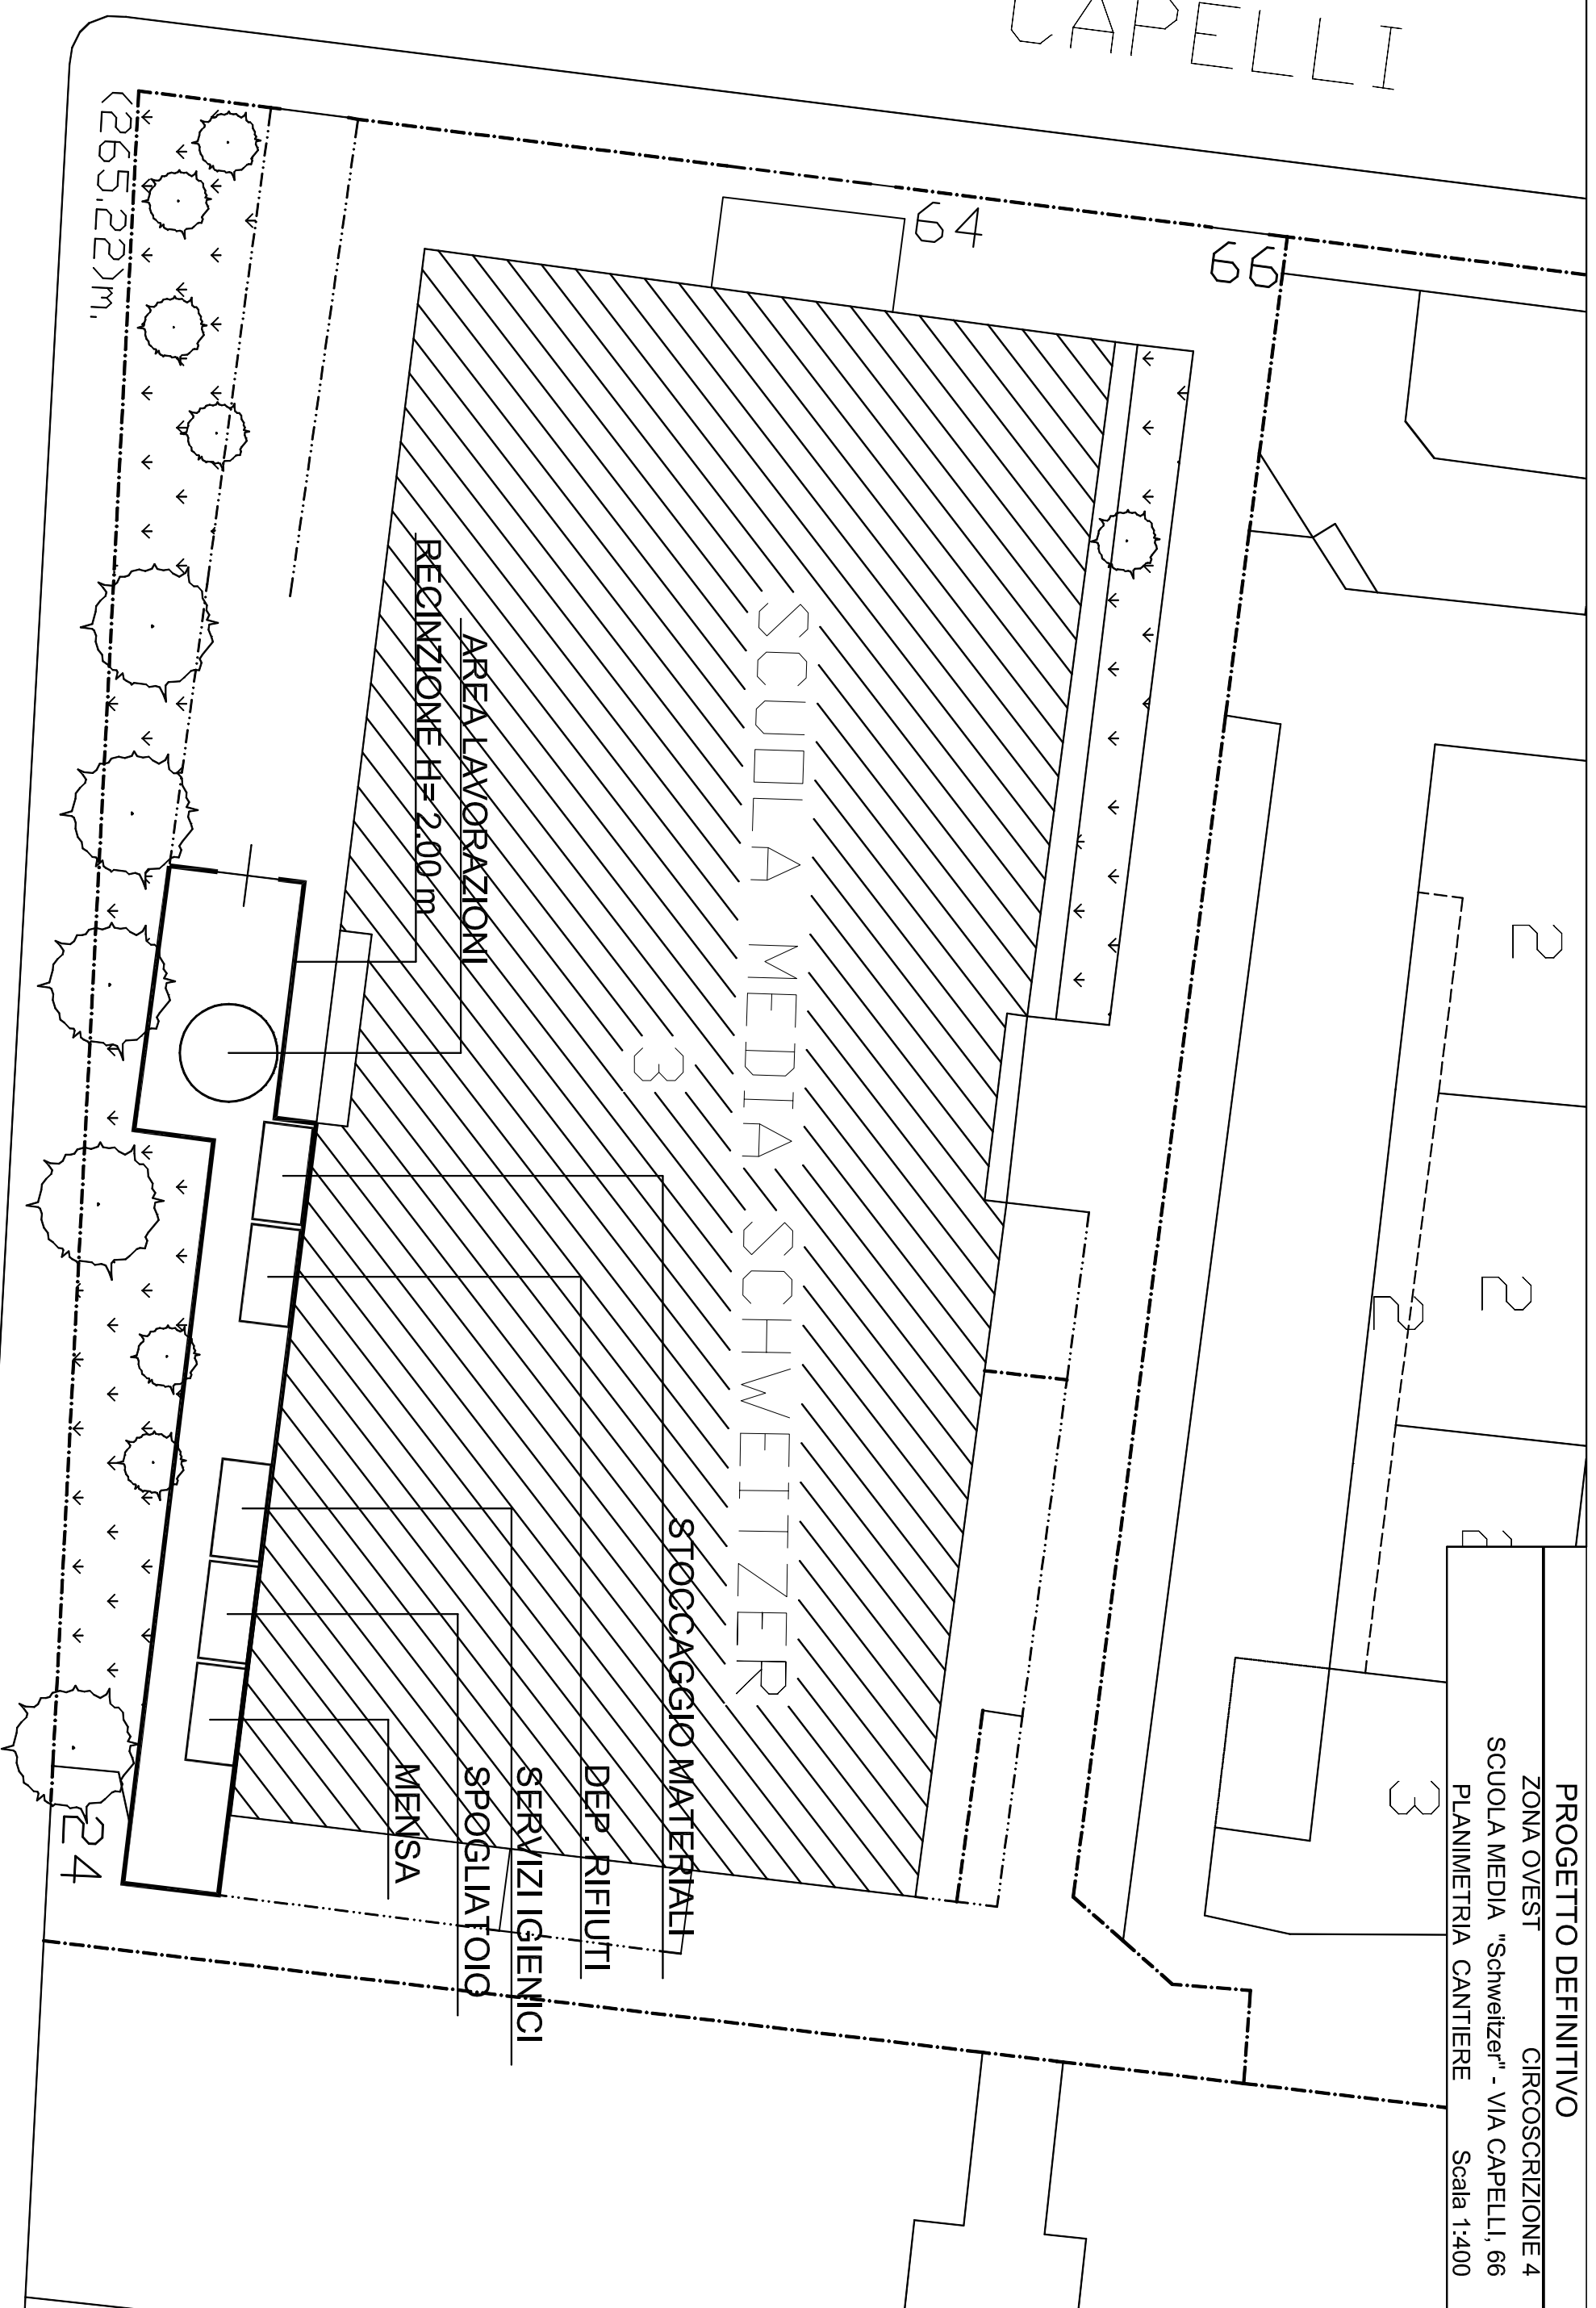 CAPELLI
64
66
(265.22)m.
RECINZIONE H= 2.00 m
AREA LAVORAZIONI
SCUOLA MEDIA SCHWEITZER
3
2
2
2
3
STOCCAGGIO MATERIALI
DEP. RIFIUTI
SERVIZI IGIENICI
SPOGLIATOIO
MENSA
24
PROGETTO DEFINITIVO
ZONA OVEST CIRCOSCRIZIONE 4
SCUOLA MEDIA "Schweitzer" - VIA CAPELLI, 66
PLANIMETRIA CANTIERE Scala 1:400